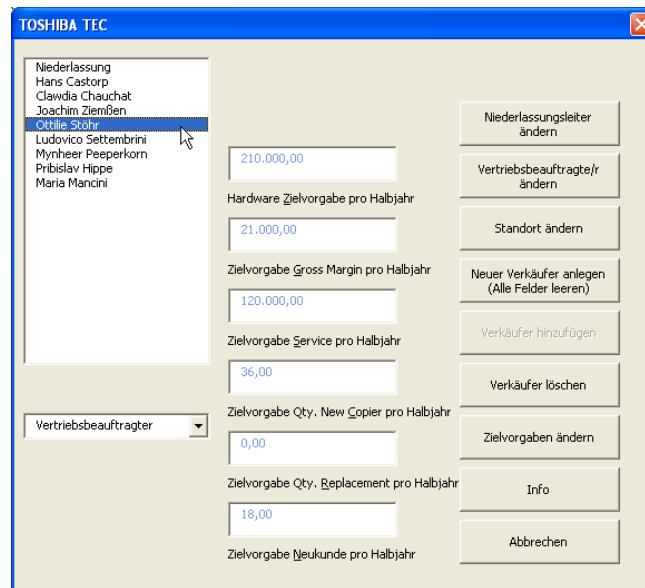 TOSHIBA TEC
Niederlassung
Hans Castorp
Clawdia Chauchat
Joachim Ziemßen
Ottilie Stöhr
Ludovico Settembrini
Mynheer Peeperkorn
Pribislav Hippe
Maria Mancini
Vertriebsbeauftragter
210.000,00
Hardware Zielvorgabe pro Halbjahr
21.000,00
Zielvorgabe Gross Margin pro Halbjahr
120.000,00
Zielvorgabe Service pro Halbjahr
36,00
Zielvorgabe Qty. New Copier pro Halbjahr
0,00
Zielvorgabe Qty. Replacement pro Halbjahr
18,00
Zielvorgabe Neukunde pro Halbjahr
Niederlassungsleiter
ändern
Vertriebsbeauftragte/r
ändern
Standort ändern
Neuer Verkäufer anlegen
(Alle Felder leeren)
Verkäufer hinzufügen
Verkäufer löschen
Zielvorgaben ändern
Info
Abbrechen